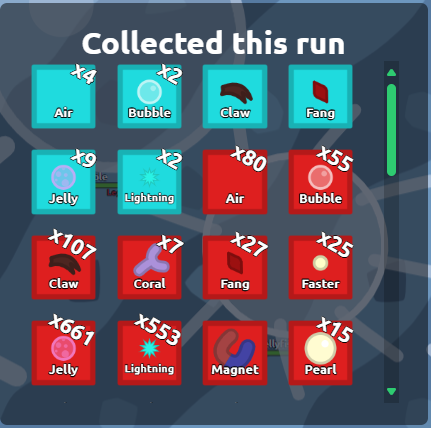 Collected this run
x4
Air
x2
Bubble
Claw
Fang
x9
Jelly
x2
Lightning
x80
Air
x55
Bubble
x107
Claw
x7
Coral
x27
Fang
x25
Faster
x661
Jelly
x553
Lightning
Magnet
x15
Pearl